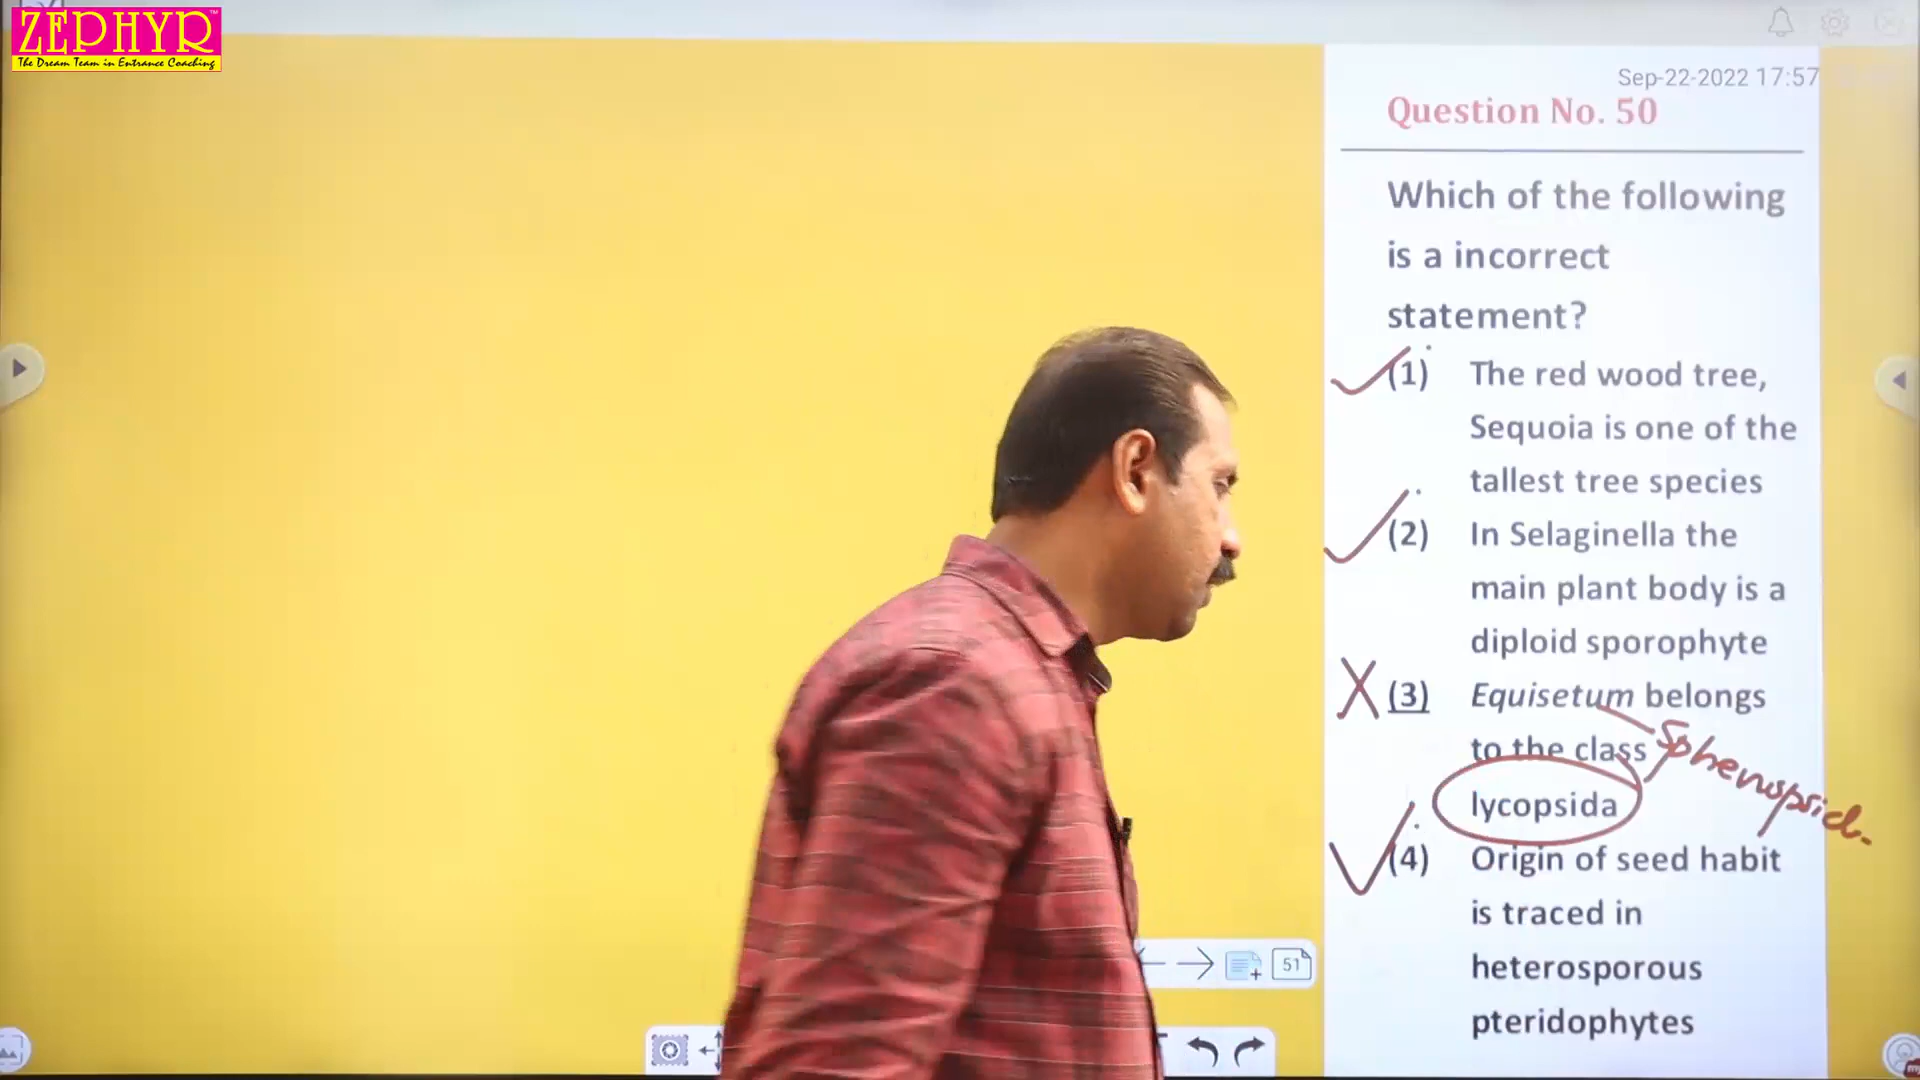 ZEPHYR™
The Dream Team in Entrance Coaching
Sep-22-2022 17:57
Question No. 50
Which of the following
is a incorrect
statement?
(1) The red wood tree,
Sequoia is one of the
tallest tree species
(2) In Selaginella the
main plant body is a
diploid sporophyte
(3) Equisetum belongs
to the class
Sphenopsid
lycopsida
(4) Origin of seed habit
is traced in
heterosporous
pteridophytes
51